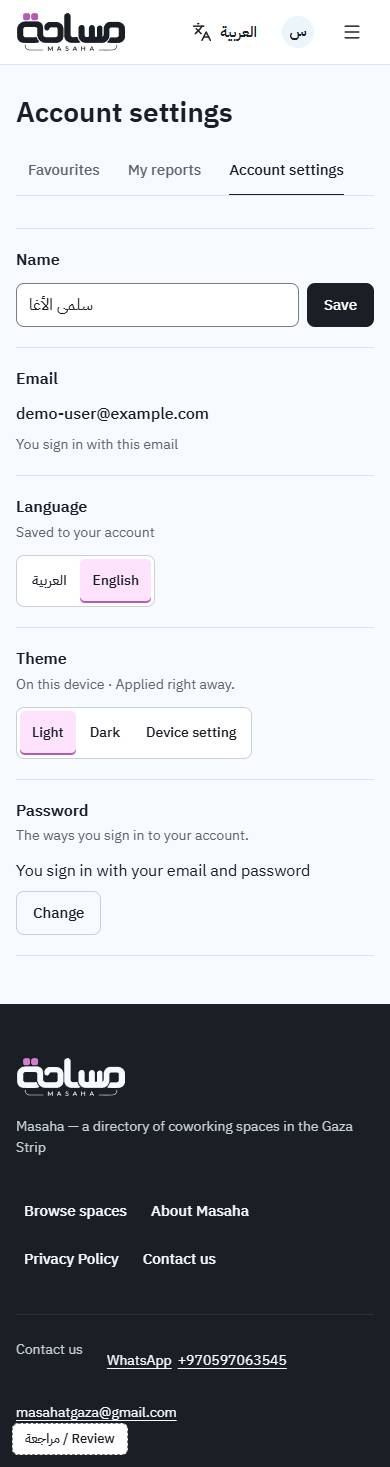 مساحة
MASAHA
العربية
س
Account settings
Favourites
My reports
Account settings
Name
سلمى الأغا
Save
Email
demo-user@example.com
You sign in with this email
Language
Saved to your account
العربية
English
Theme
On this device · Applied right away.
Light
Dark
Device setting
Password
The ways you sign in to your account.
You sign in with your email and password
Change
مساحة
MASAHA
Masaha — a directory of coworking spaces in the Gaza
Strip
Browse spaces
About Masaha
Privacy Policy
Contact us
Contact us
WhatsApp +970597063545
masahatgaza@gmail.com
مراجعة / Review